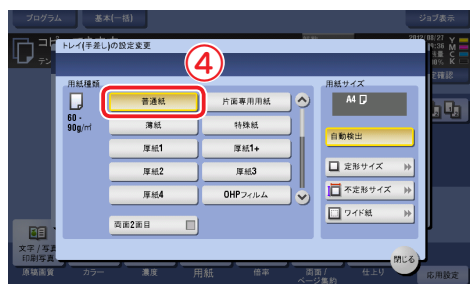 プログラム 基本(一括) ジョブ表示
コピ
テン
トレイ(手差し)の設定変更
④
用紙種類
60 -
90g/㎡
普通紙 片面専用用紙
薄紙 特殊紙
厚紙1 厚紙1+
厚紙2 厚紙3
厚紙4 OHPフィルム
両面2面目
用紙サイズ
A4
自動検出
定形サイズ
不定形サイズ
ワイド紙
閉じる
Y
M
C
K
文字/写真
印刷写真
原稿画質 カラー 濃度 用紙 倍率 両面/
ページ集約 仕上り 応用設定